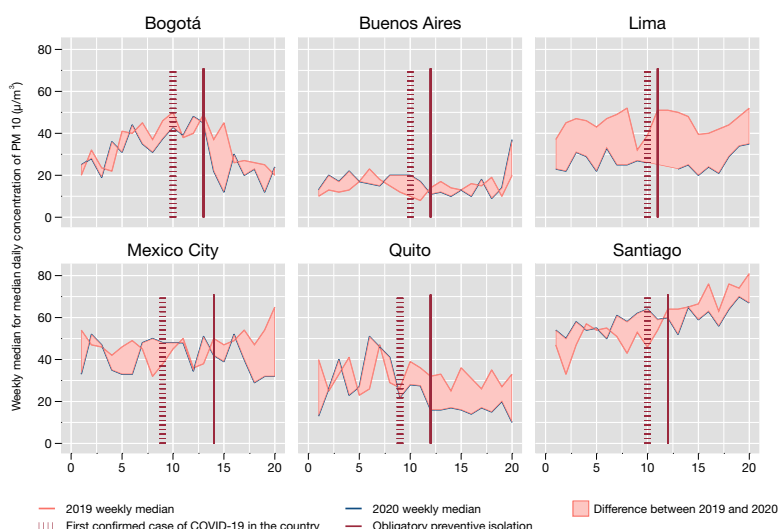 Bogotá Buenos Aires Lima
80
60
40
20
0
Mexico City Quito Santiago
80
60
40
20
0
0 5 10 15 20 0 5 10 15 20 0 5 10 15 20
Weekly median for median daily concentration of PM 10 (μ/m³)
2019 weekly median 2020 weekly median Difference between 2019 and 2020
First confirmed case of COVID-19 in the country Obligatory preventive isolation